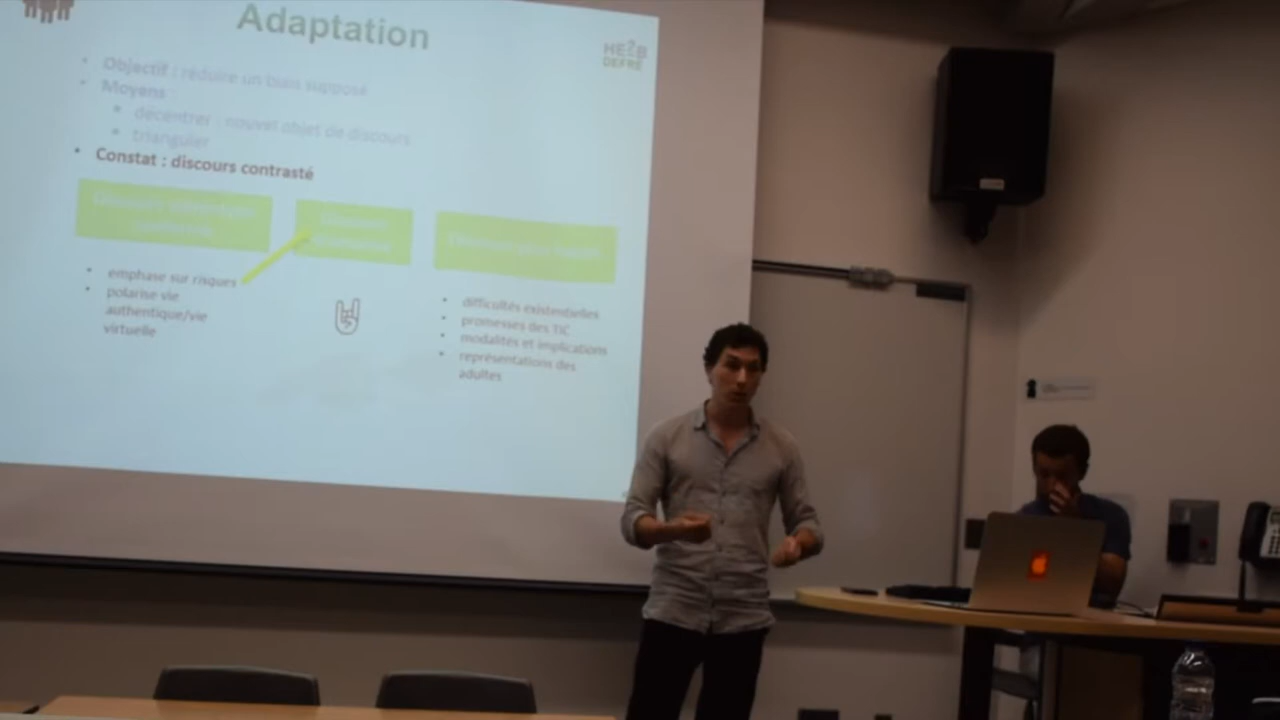 Adaptation
HE2B
DEFRE
• Objectif : réduire un biais supposé
• Moyens :
• décentrer : nouvel objet de discours
• trianguler
• Constat : discours contrasté
• emphase sur risques
• polarise vie
authentique/vie
virtuelle
• difficultés existentielles
• promesses des TIC
• modalités et implications
• représentations des
adultes